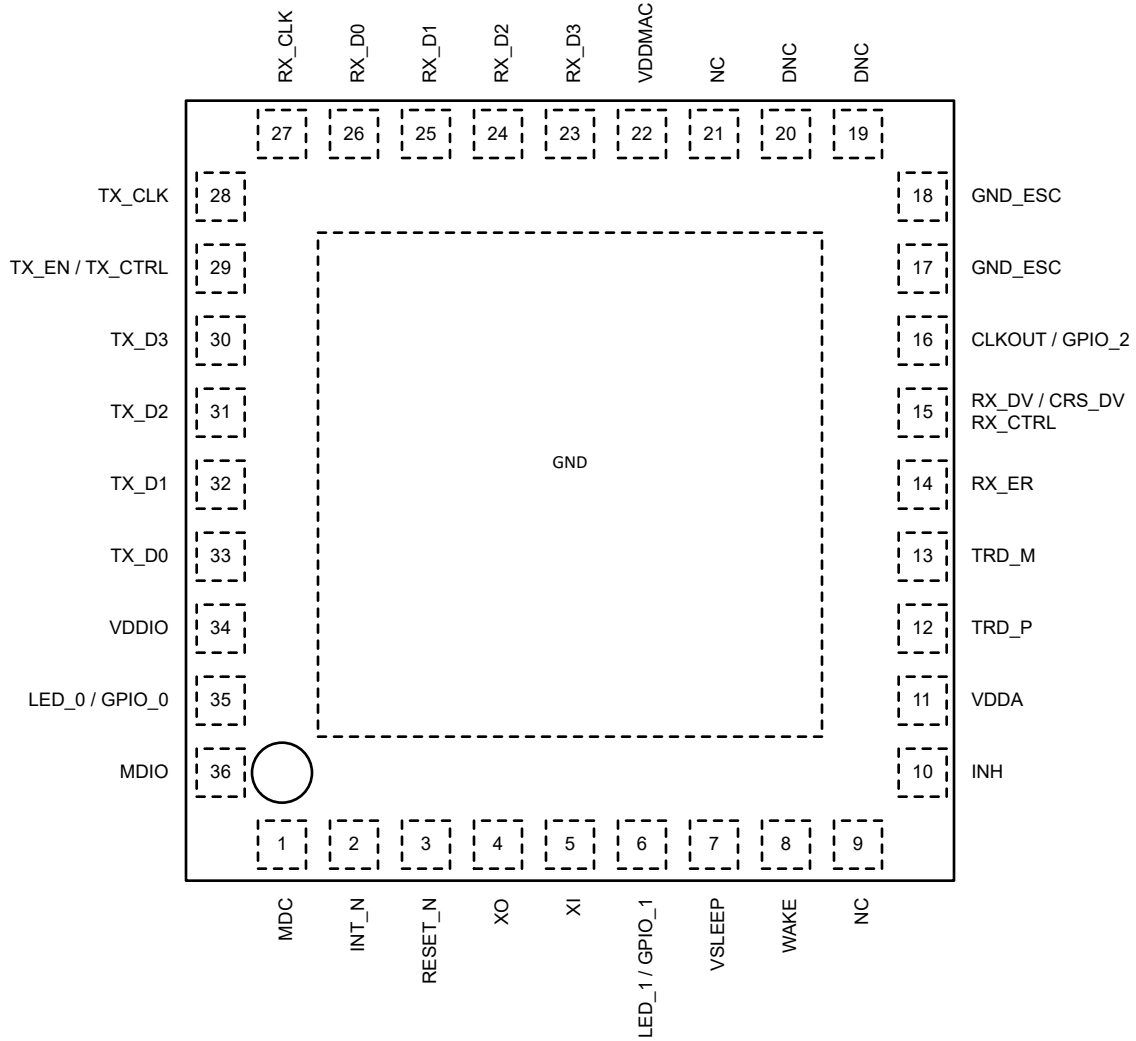 RX_CLK
RX_D0
RX_D1
RX_D2
RX_D3
VDDMAC
NC
DNC
DNC
27
26
25
24
23
22
21
20
19
TX_CLK
28
18
GND_ESC
TX_EN / TX_CTRL
29
17
GND_ESC
TX_D3
30
16
CLKOUT / GPIO_2
TX_D2
31
15
RX_DV / CRS_DV
RX_CTRL
GND
TX_D1
32
14
RX_ER
TX_D0
33
13
TRD_M
VDDIO
34
12
TRD_P
LED_0 / GPIO_0
35
11
VDDA
MDIO
36
10
INH
1
2
3
4
5
6
7
8
9
MDC
INT_N
RESET_N
XO
XI
LED_1 / GPIO_1
VSLEEP
WAKE
NC